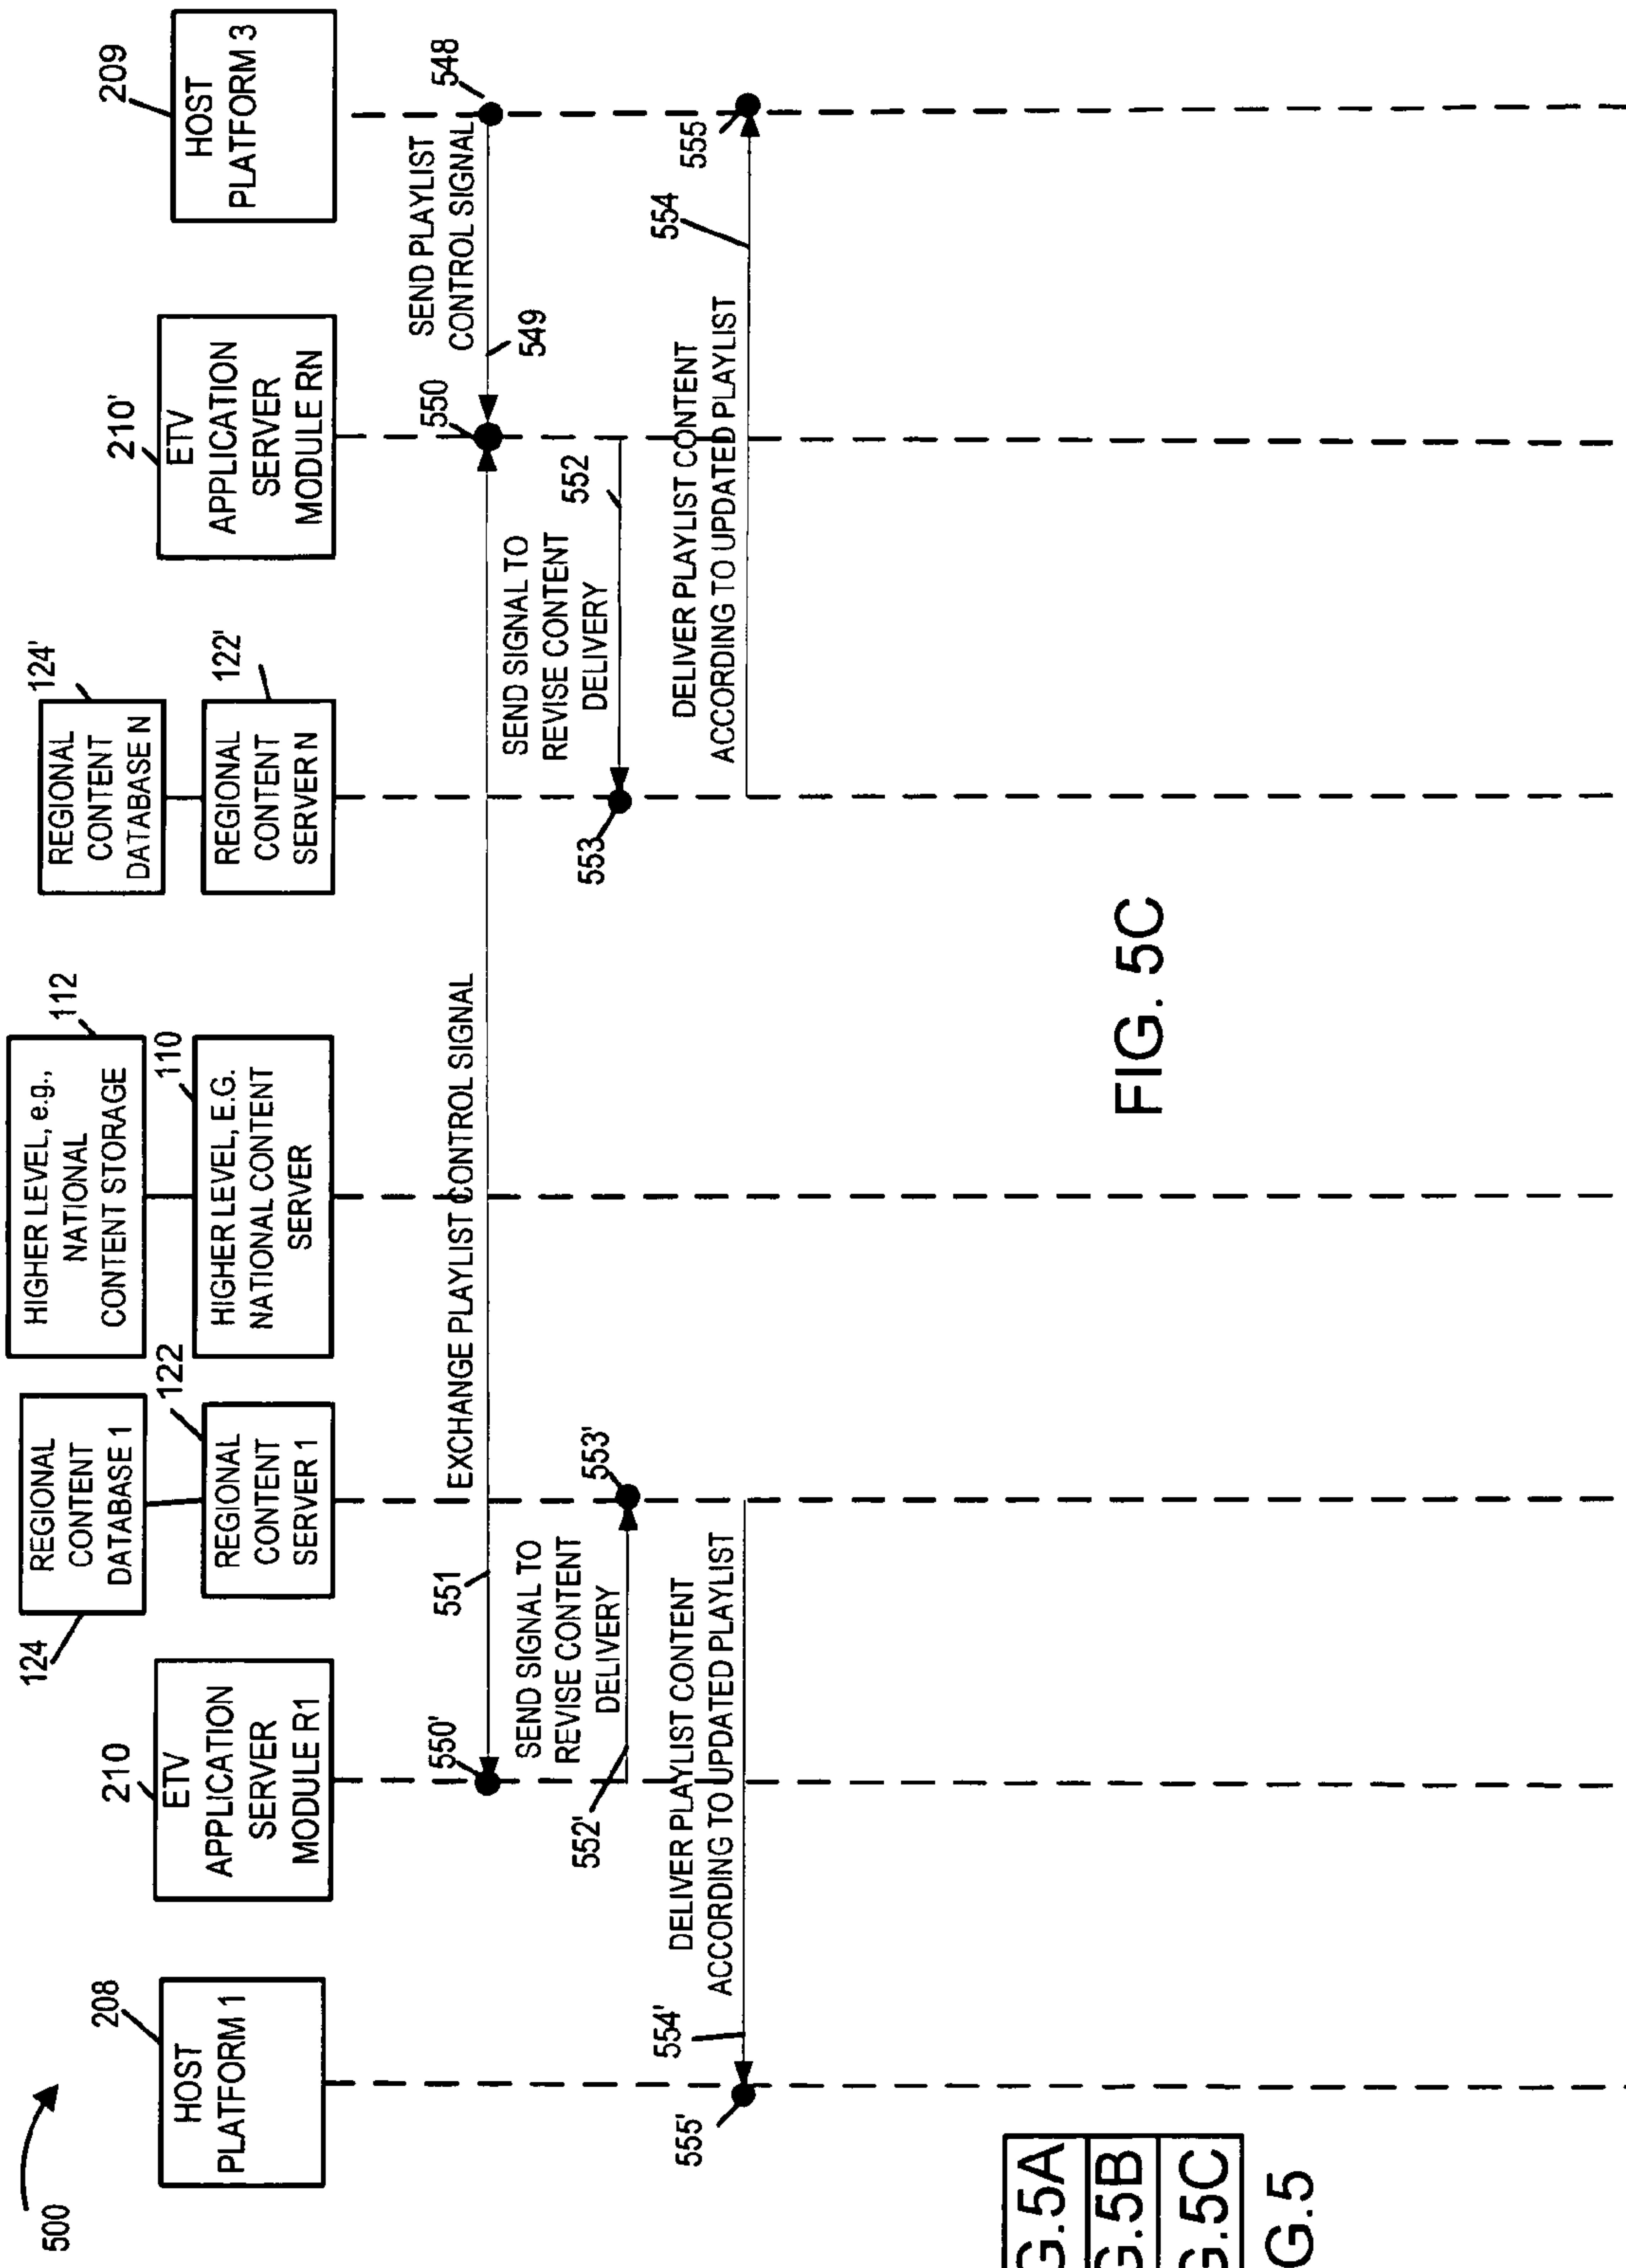 500
208
HOST
PLATFORM 1
210
ETV
APPLICATION
SERVER
MODULE R1
124
REGIONAL
CONTENT
DATABASE 1
122
REGIONAL
CONTENT
SERVER 1
112
HIGHER LEVEL, e.g.,
NATIONAL
CONTENT STORAGE
110
HIGHER LEVEL, E.G.
NATIONAL CONTENT
SERVER
124'
REGIONAL
CONTENT
DATABASE N
122'
REGIONAL
CONTENT
SERVER N
210'
ETV
APPLICATION
SERVER
MODULE RN
209
HOST
PLATFORM 3
SEND PLAYLIST
CONTROL SIGNAL
548
549
550
EXCHANGE PLAYLIST CONTROL SIGNAL
551
550'
SEND SIGNAL TO
REVISE CONTENT
DELIVERY
552'
553'
SEND SIGNAL TO
REVISE CONTENT
DELIVERY
552
553
DELIVER PLAYLIST CONTENT
ACCORDING TO UPDATED PLAYLIST
554'
555'
DELIVER PLAYLIST CONTENT
ACCORDING TO UPDATED PLAYLIST
554
555
G.5A
G.5B
G.5C
G.5
FIG. 5C